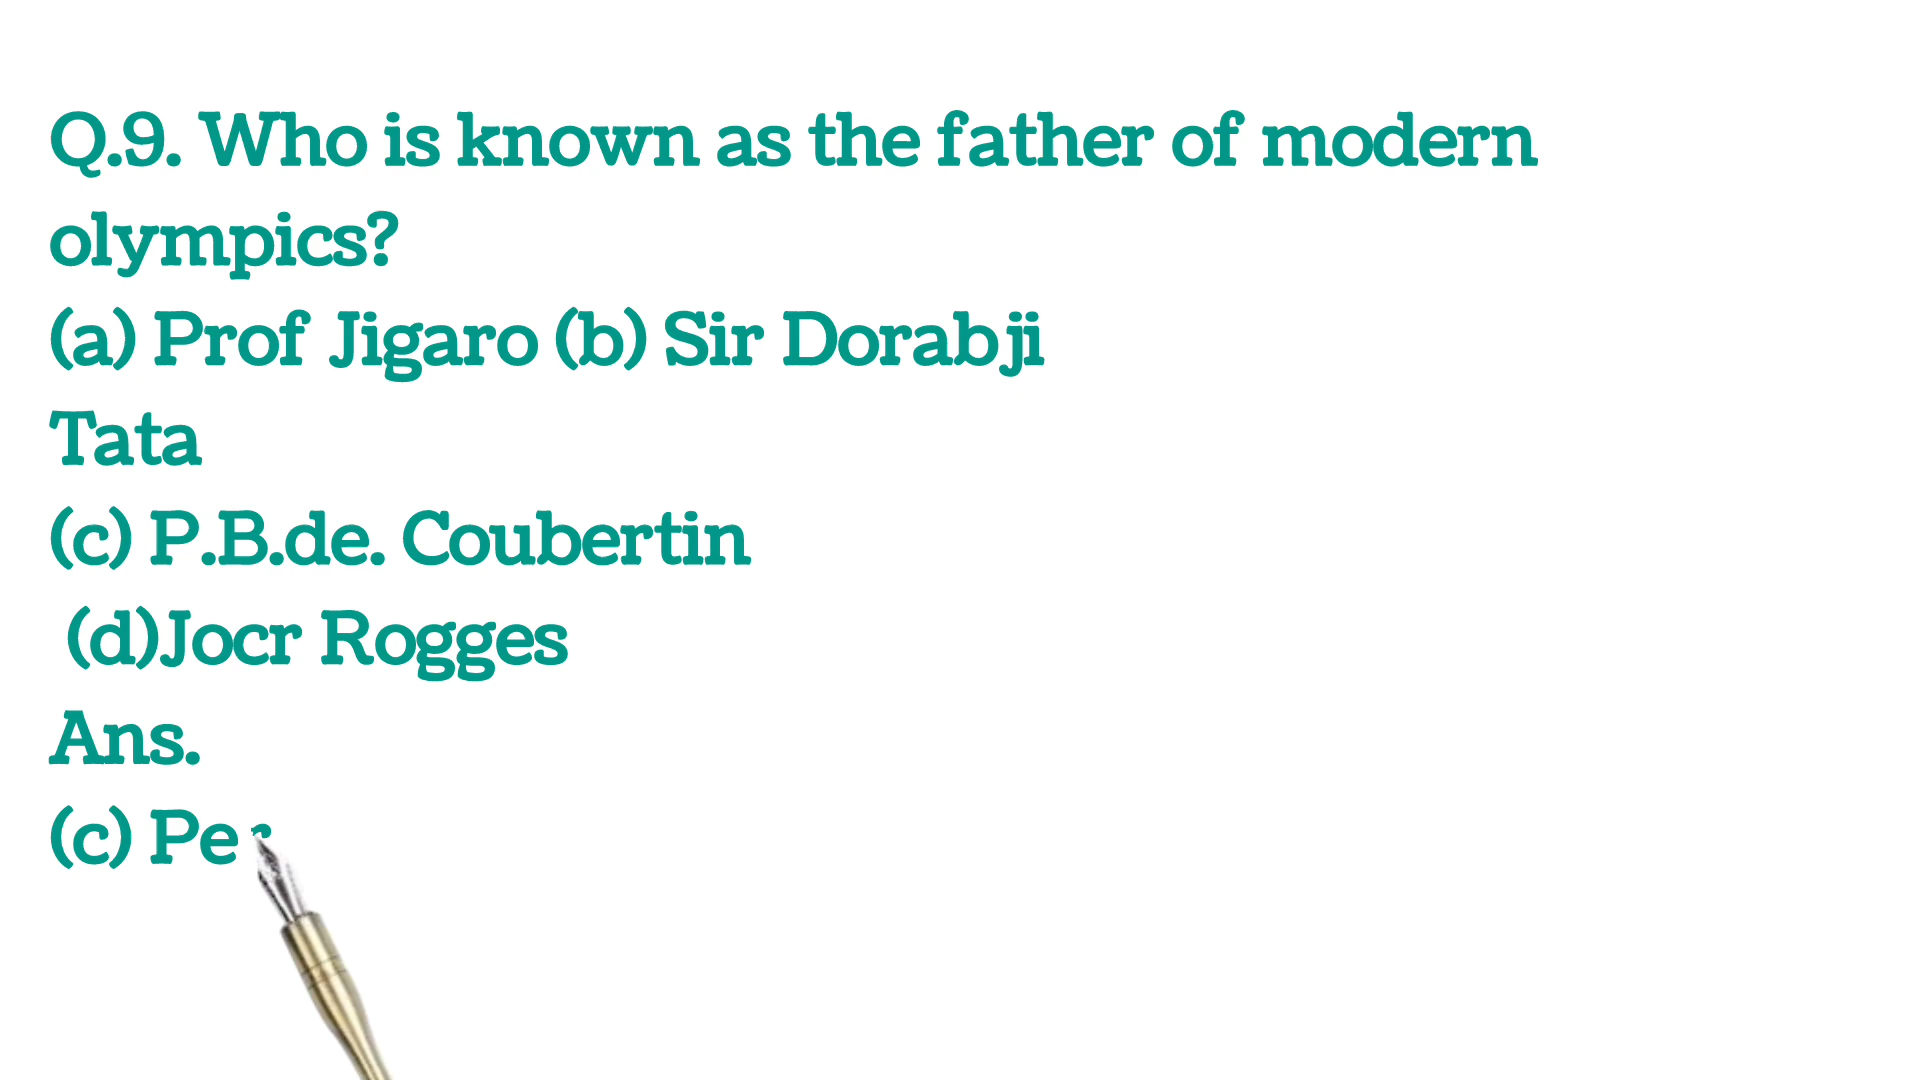 Q.9. Who is known as the father of modern
olympics?
(a) Prof Jigaro (b) Sir Dorabji
Tata
(c) P.B.de. Coubertin
(d)Jocr Rogges
Ans.
(c) Per